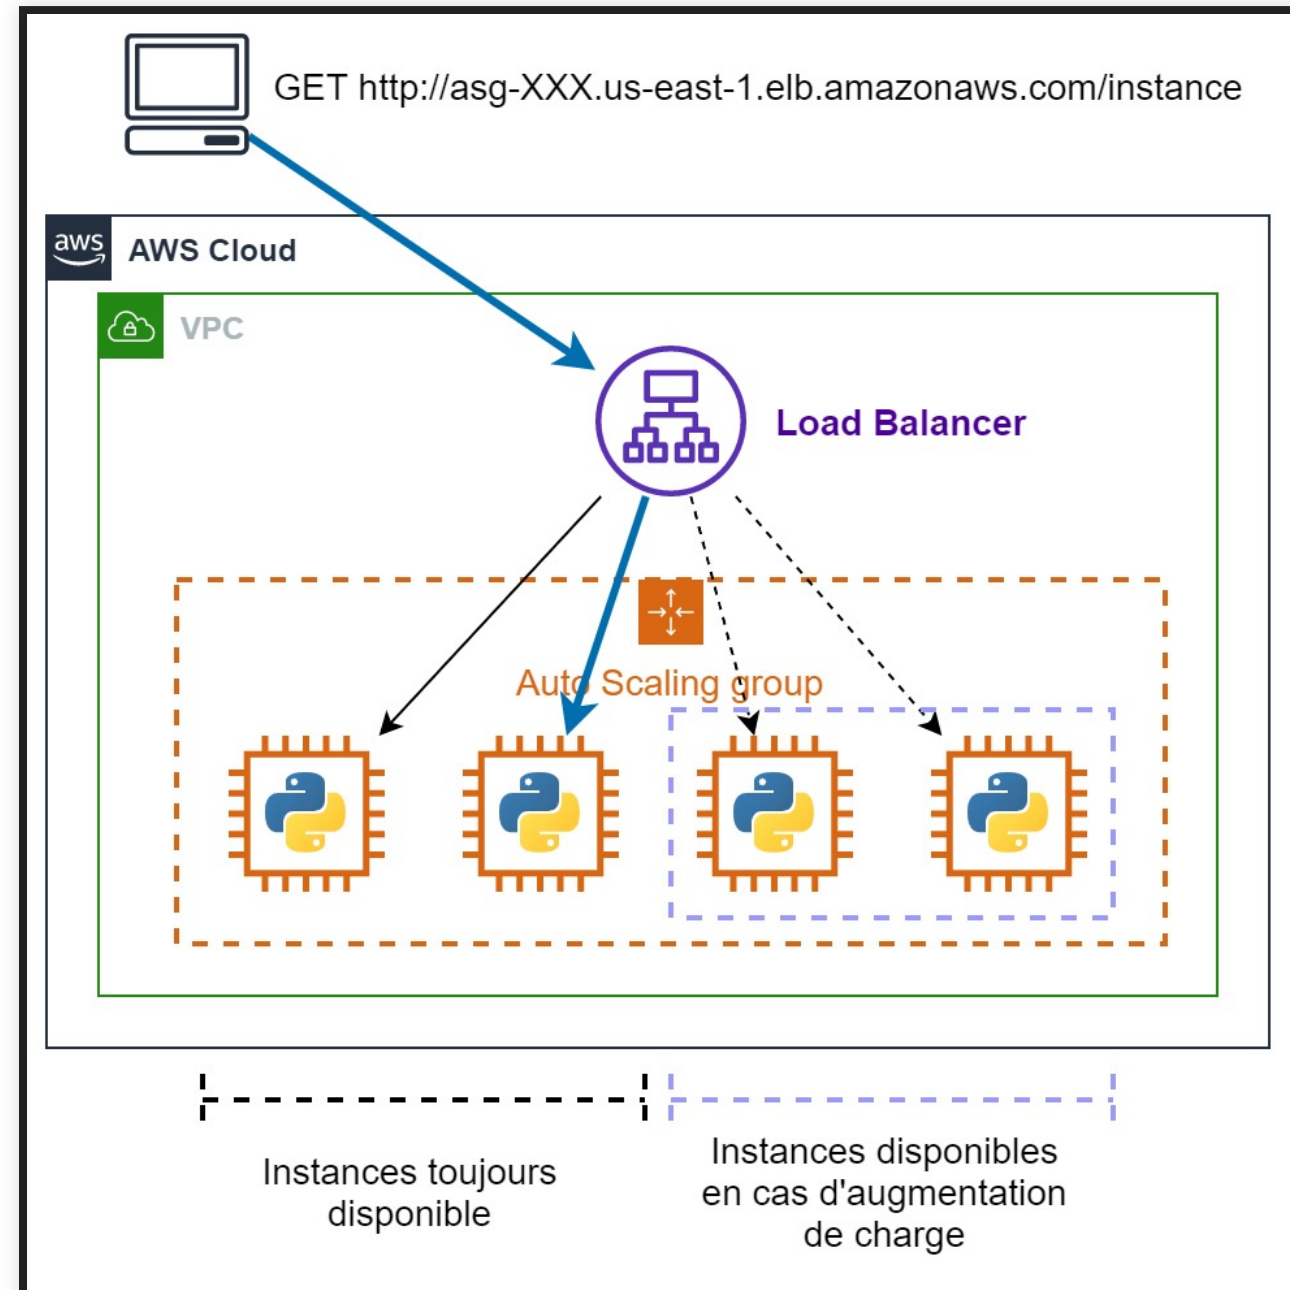 GET http://asg-XXX.us-east-1.elb.amazonaws.com/instance
aws
AWS Cloud
VPC
Load Balancer
Auto Scaling group
Instances toujours
disponible
Instances disponibles
en cas d'augmentation
de charge